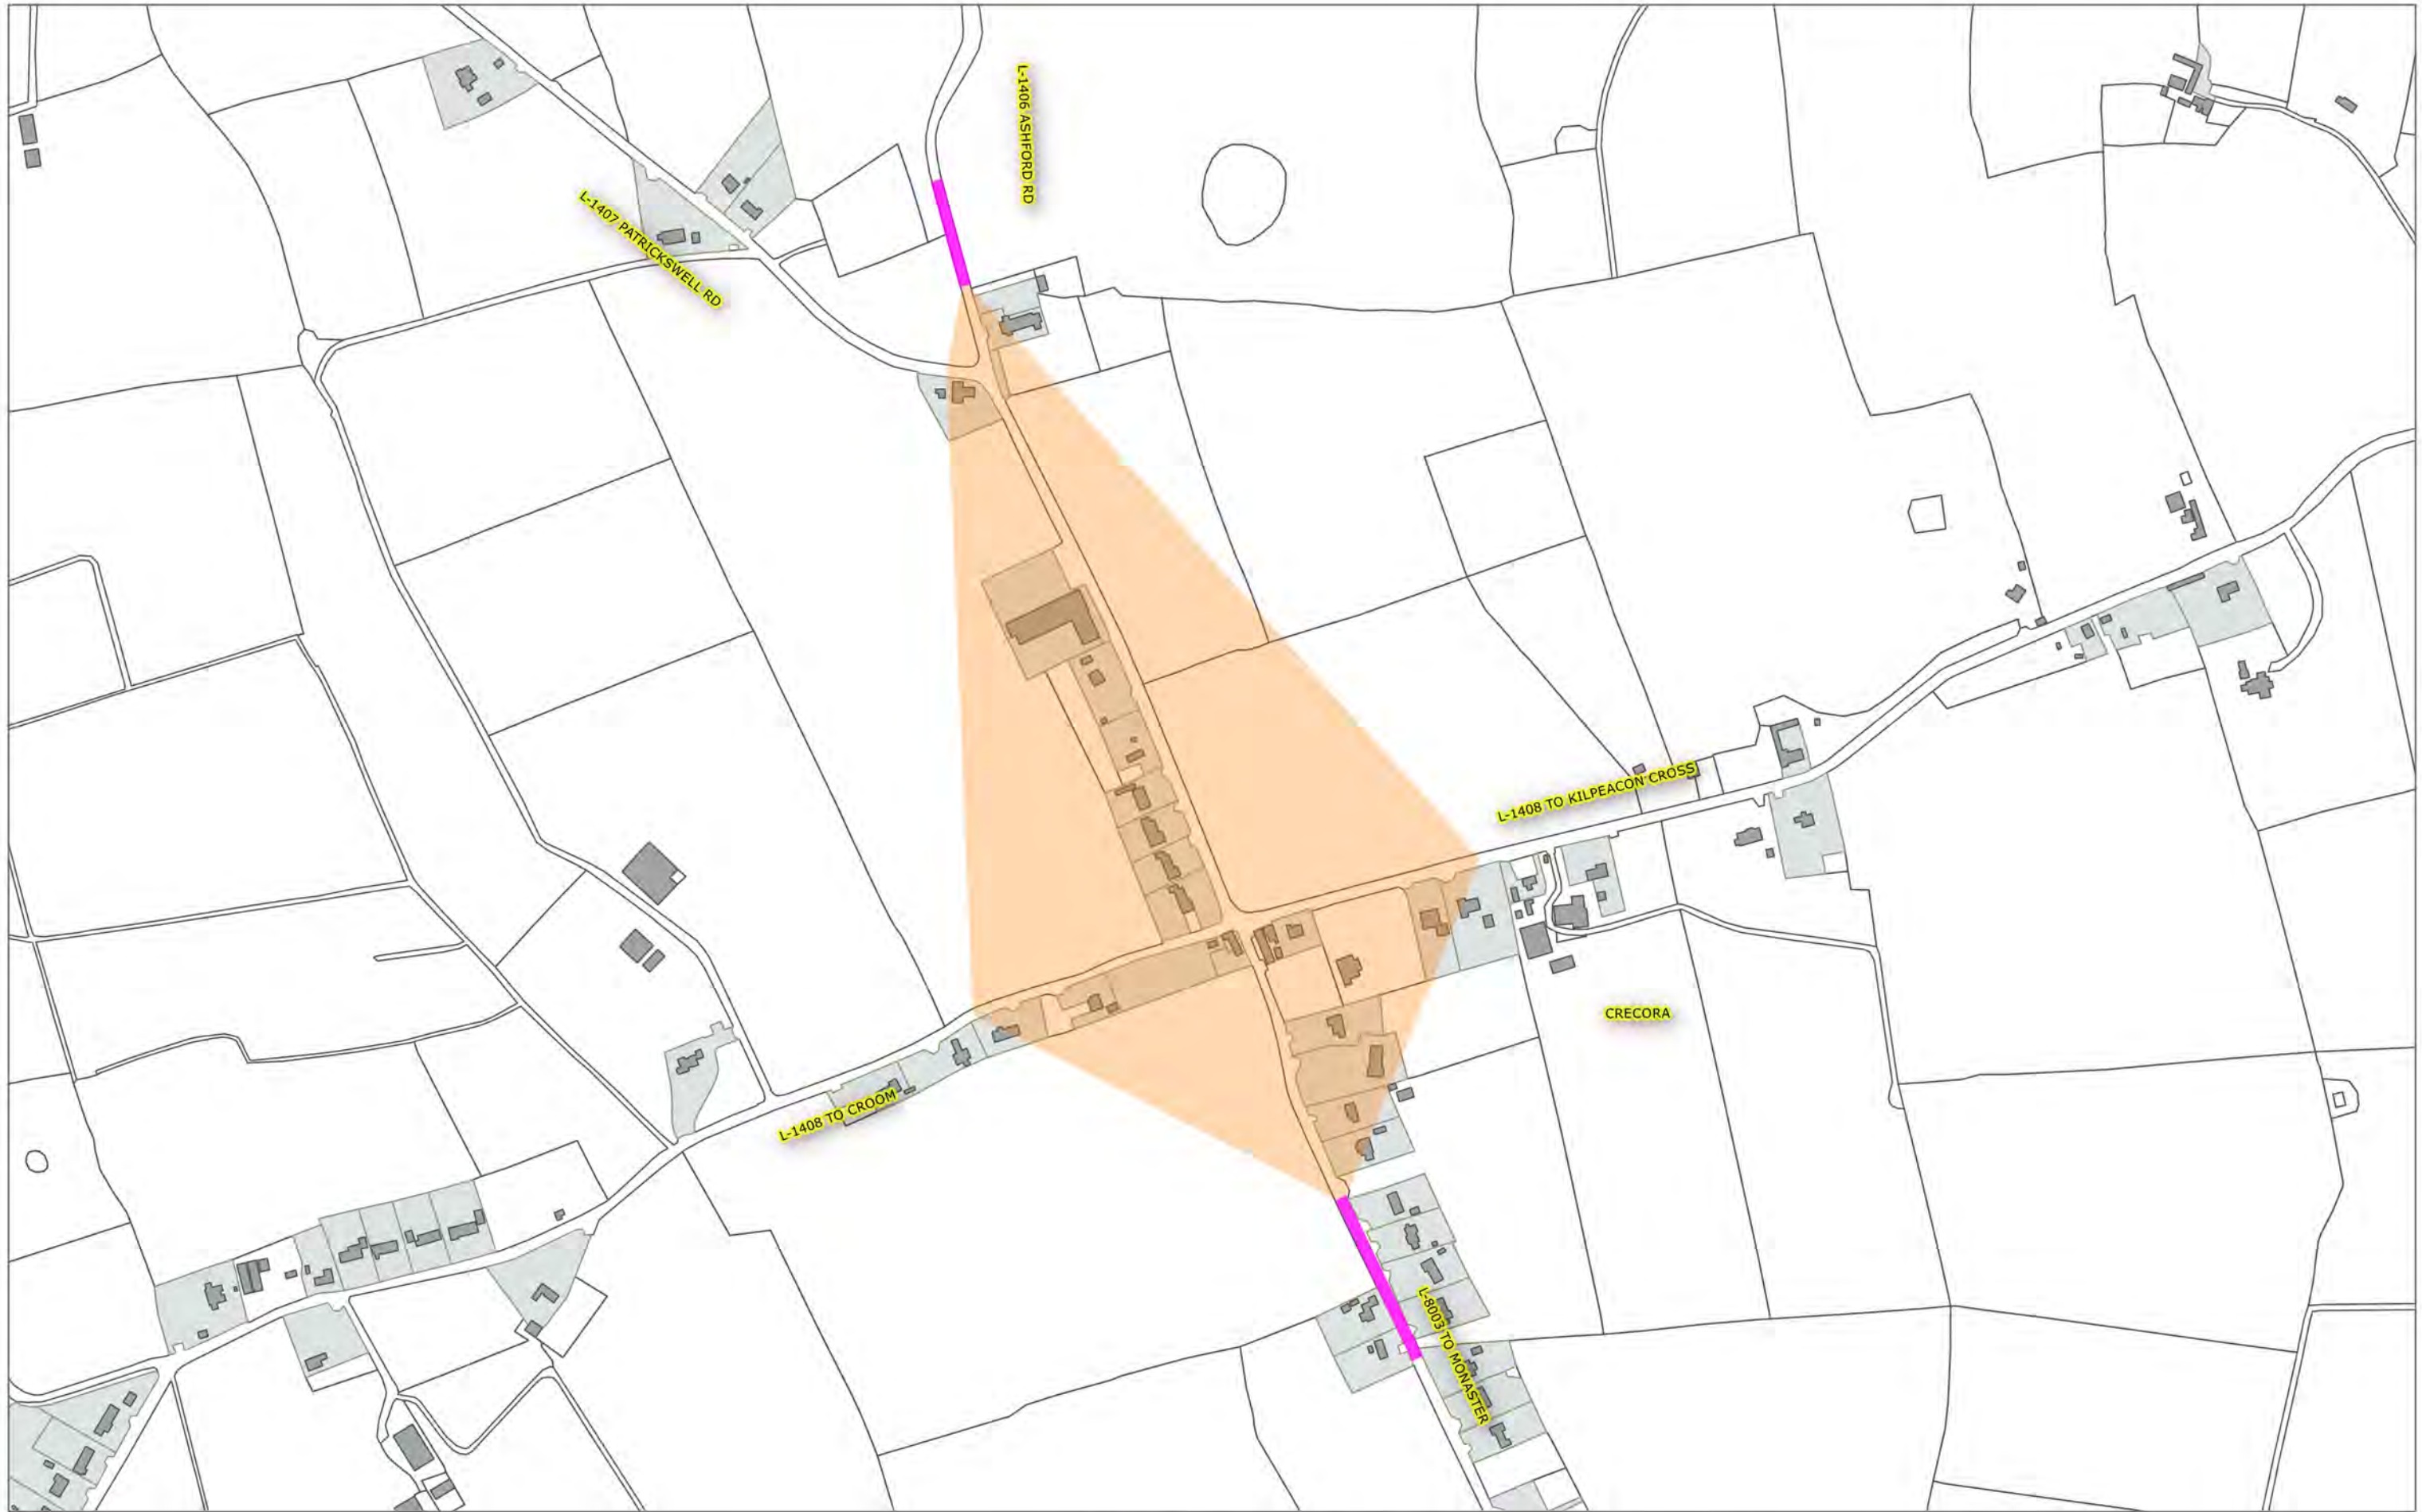 L-1406 ASHFORD RD
L-1407 PATRICKSWELL RD
L-1408 TO KILPEACON CROSS
CRECORA
L-1408 TO CROOM
L-8003 TO MONASTER